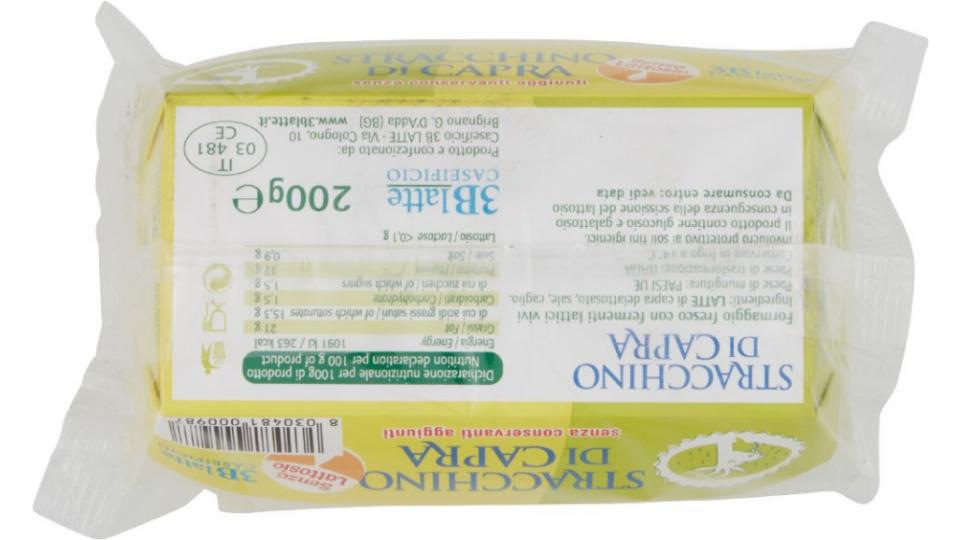 STRACCHINO
DI CAPRA
senza conservanti aggiunti
Senza
Lattosio
3Blatte
CASEIFICIO
8 030481 00098
STRACCHINO
DI CAPRA
Formaggio fresco con fermenti lattici vivi
Ingredienti: LATTE di capra delattosato, sale, caglio.
Paese di mungitura: PAESI UE
Paese di trasformazione: ITALIA
Conservare in frigo a +4° C
involucro protettivo ai soli fini igienici.
Il prodotto contiene glucosio e galattosio
in conseguenza della scissione del lattosio
Da consumare entro: vedi data
Dichiarazione nutrizionale per 100g di prodotto
Nutrition declaration per 100 g of product
Energia / Energy 1091 kJ / 263 kcal
Grassi / Fat 21 g
di cui acidi grassi saturi / of which saturates 15,3 g
Carboidrati / Carbohydrate 1,5 g
di cui zuccheri / of which sugars 1,5 g
Proteine / Protein 17 g
Sale / Salt 0,9 g
Lattosio / Lactose <0,1 g
3Blatte
CASEIFICIO
200g e
Prodotto e confezionato da:
Caseificio 3B LATTE - Via Cologno, 10
Brignano G. D'Adda (BG) www.3blatte.it
IT
03 481
CE
STRACCHINO
DI CAPRA
senza conservanti aggiunti
Lattosio
3Blatte